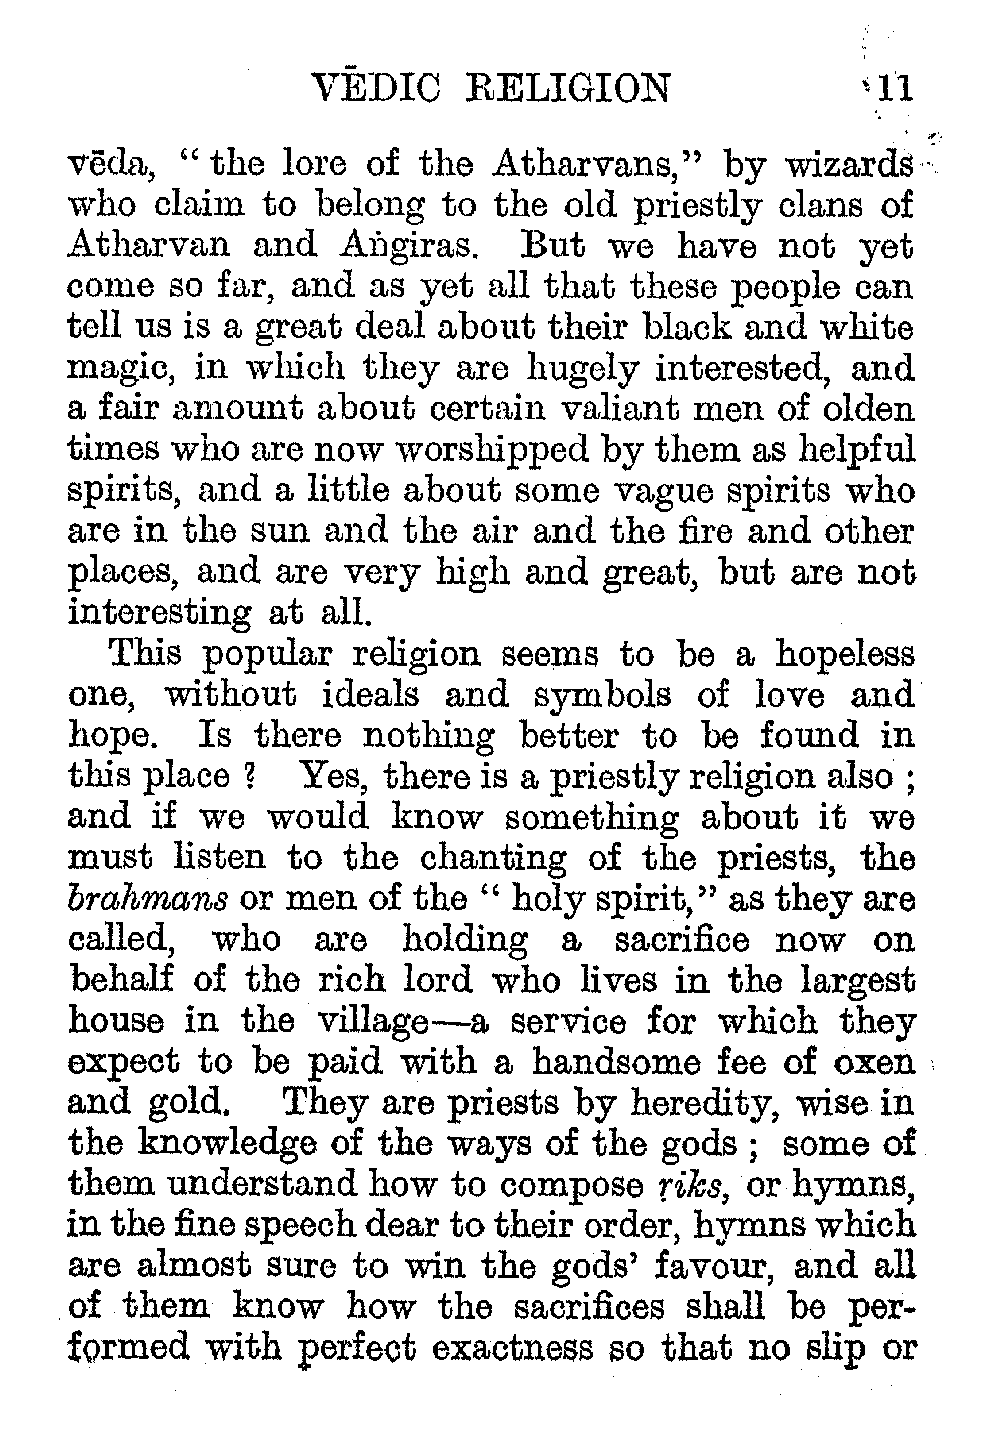 VĒDIC RELIGION 11
vēda, “ the lore of the Atharvans,” by wizards
who claim to belong to the old priestly clans of
Atharvan and Aṅgiras. But we have not yet
come so far, and as yet all that these people can
tell us is a great deal about their black and white
magic, in which they are hugely interested, and
a fair amount about certain valiant men of olden
times who are now worshipped by them as helpful
spirits, and a little about some vague spirits who
are in the sun and the air and the fire and other
places, and are very high and great, but are not
interesting at all.
This popular religion seems to be a hopeless
one, without ideals and symbols of love and
hope. Is there nothing better to be found in
this place ? Yes, there is a priestly religion also ;
and if we would know something about it we
must listen to the chanting of the priests, the
brahmans or men of the “ holy spirit,” as they are
called, who are holding a sacrifice now on
behalf of the rich lord who lives in the largest
house in the village—a service for which they
expect to be paid with a handsome fee of oxen
and gold. They are priests by heredity, wise in
the knowledge of the ways of the gods ; some of
them understand how to compose ṛiks, or hymns,
in the fine speech dear to their order, hymns which
are almost sure to win the gods’ favour, and all
of them know how the sacrifices shall be per-
formed with perfect exactness so that no slip or